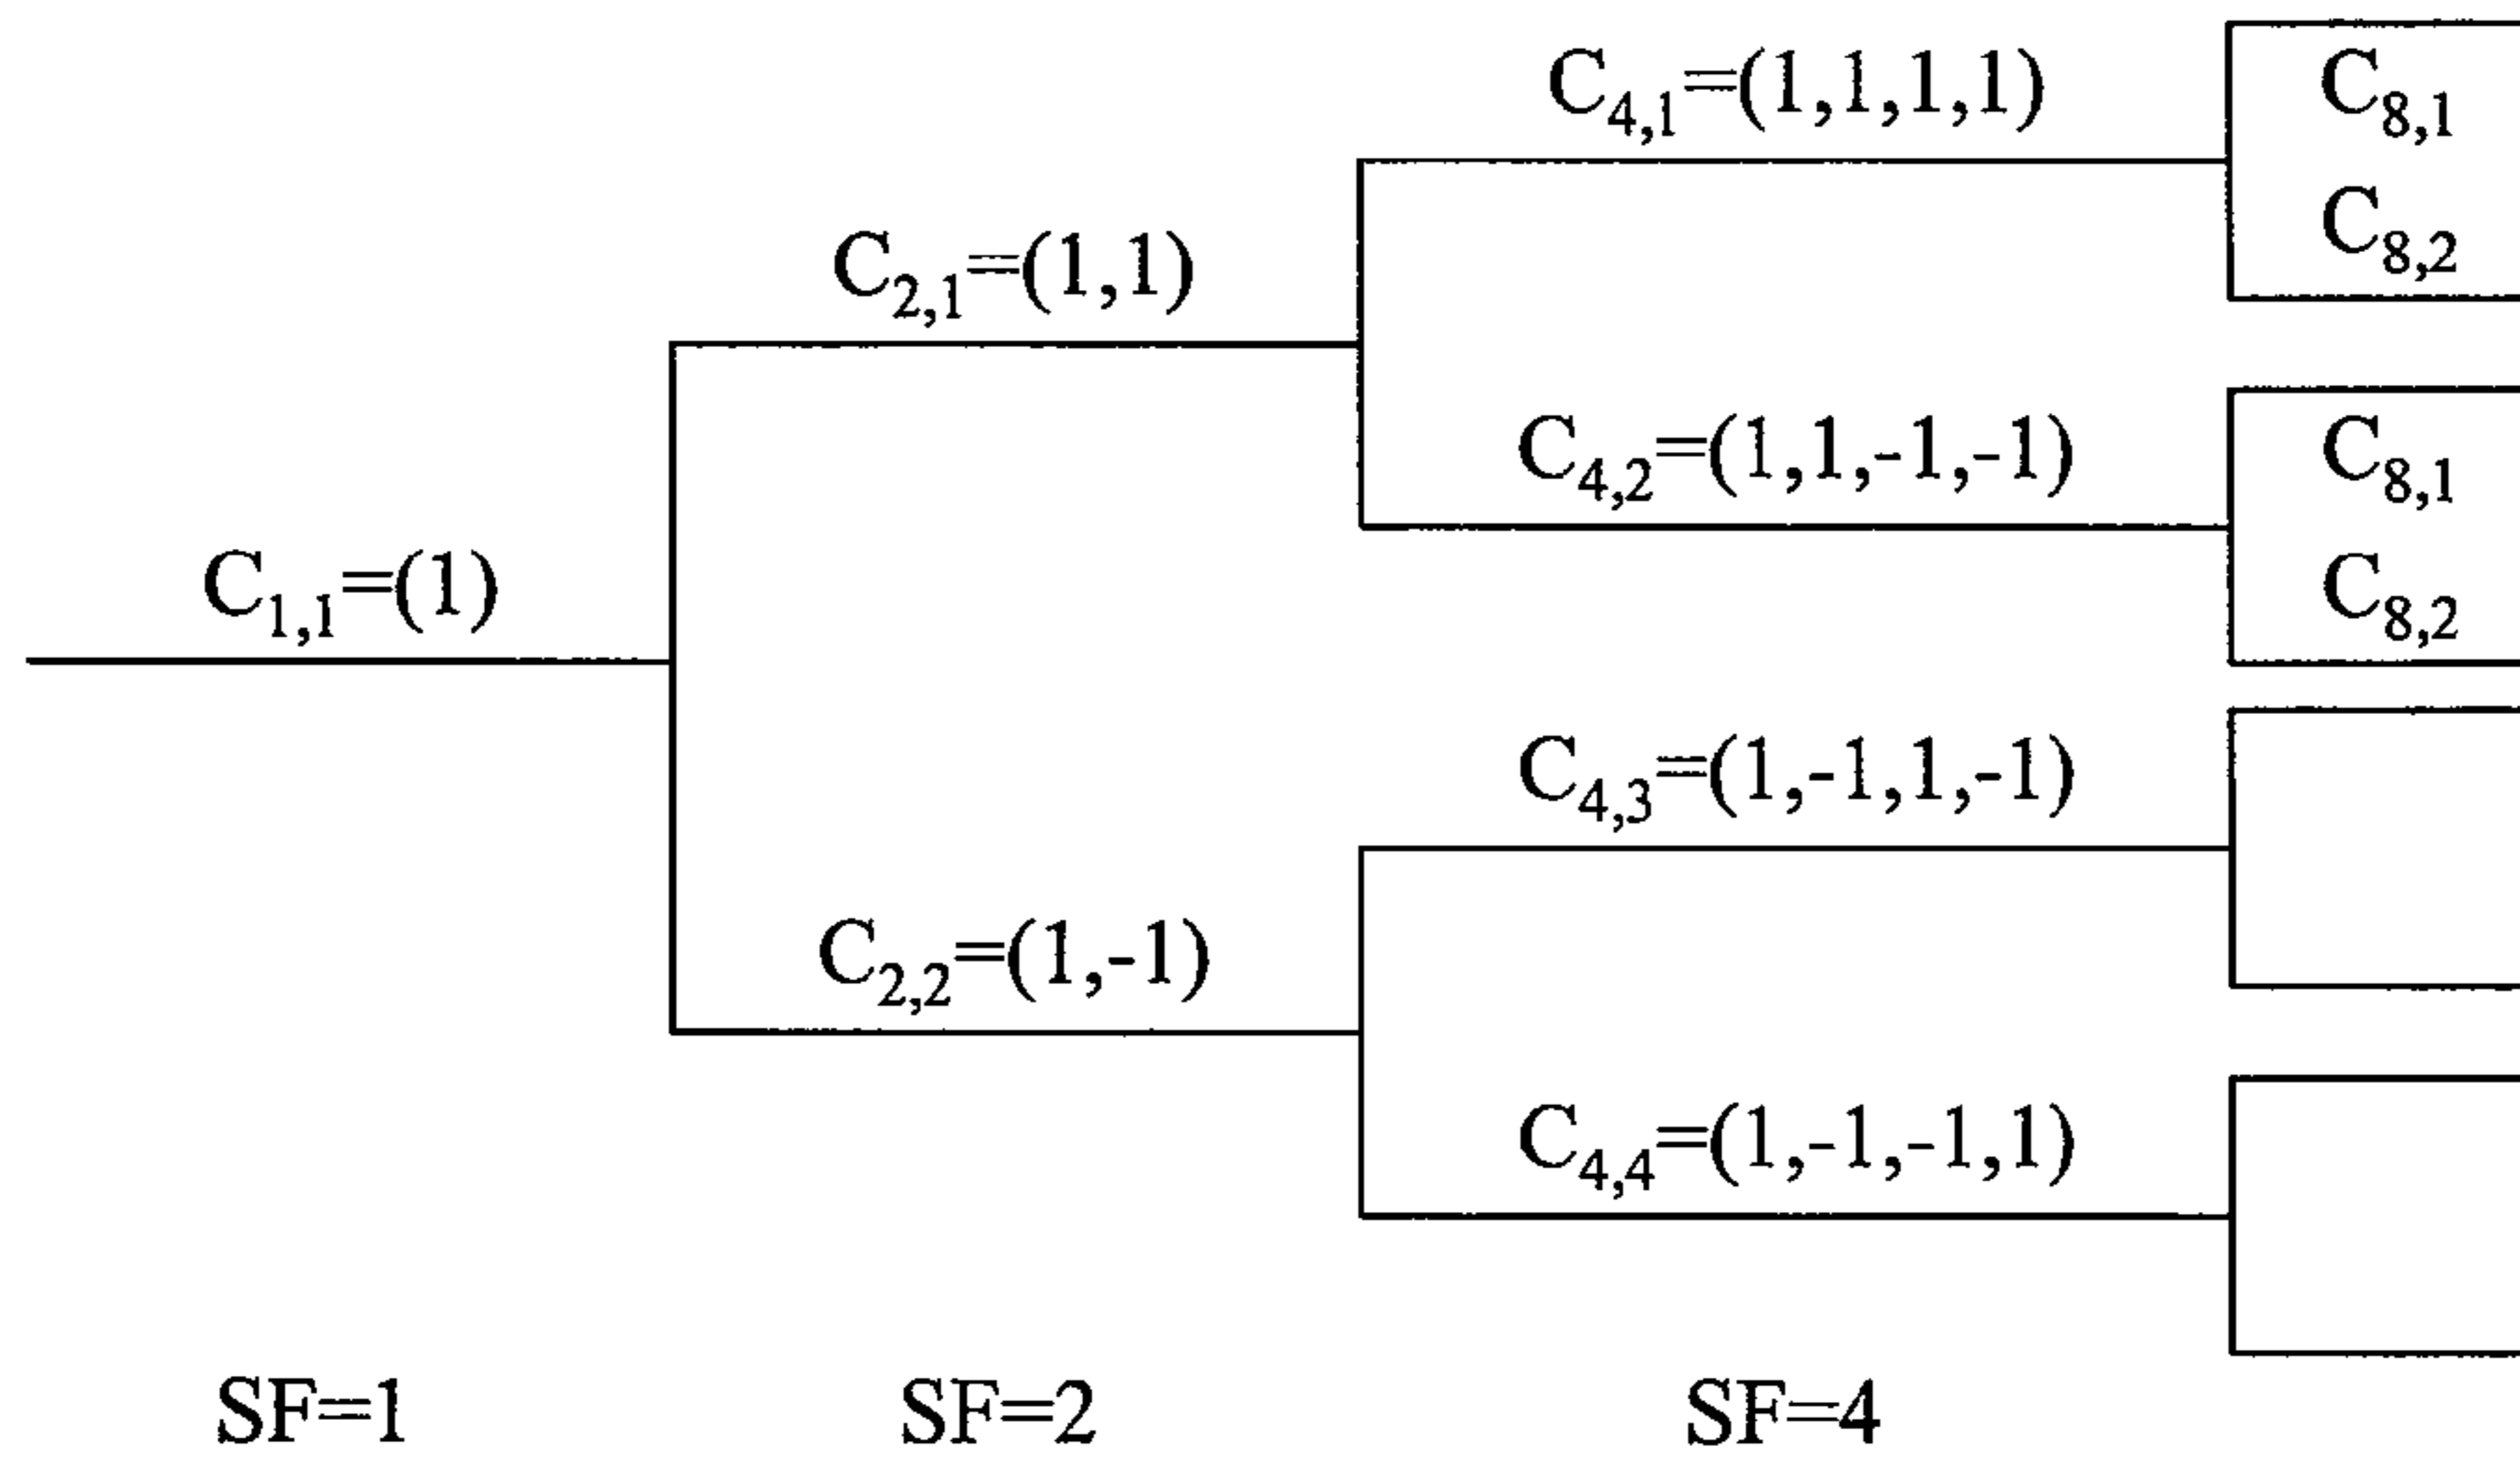 C1,1=(1)
C2,1=(1,1)
C2,2=(1,-1)
C4,1=(1,1,1,1)
C4,2=(1,1,-1,-1)
C4,3=(1,-1,1,-1)
C4,4=(1,-1,-1,1)
C8,1
C8,2
C8,1
C8,2
SF=1
SF=2
SF=4